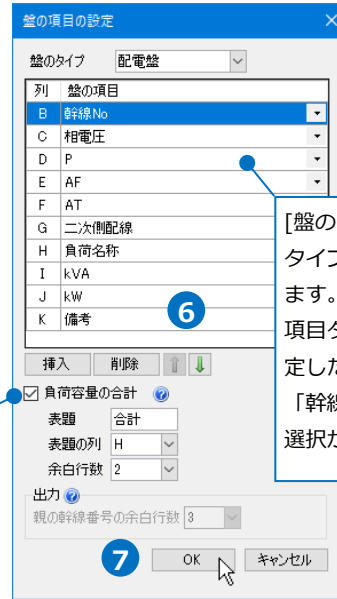 盤の項目の設定
盤のタイプ 配電盤
列 盤の項目
B 幹線No
C 相電圧
D P
E AF
F AT
G 二次側配線
H 負荷名称
I kVA
J kW
K 備考
6
[盤の
タイプ
ます。
項目タ
定した
「幹線
選択か
挿入 削除
負荷容量の合計
表題 合計
表題の列 H
余白行数 2
出力
親の幹線番号の余白行数 3
7
OK キャンセル